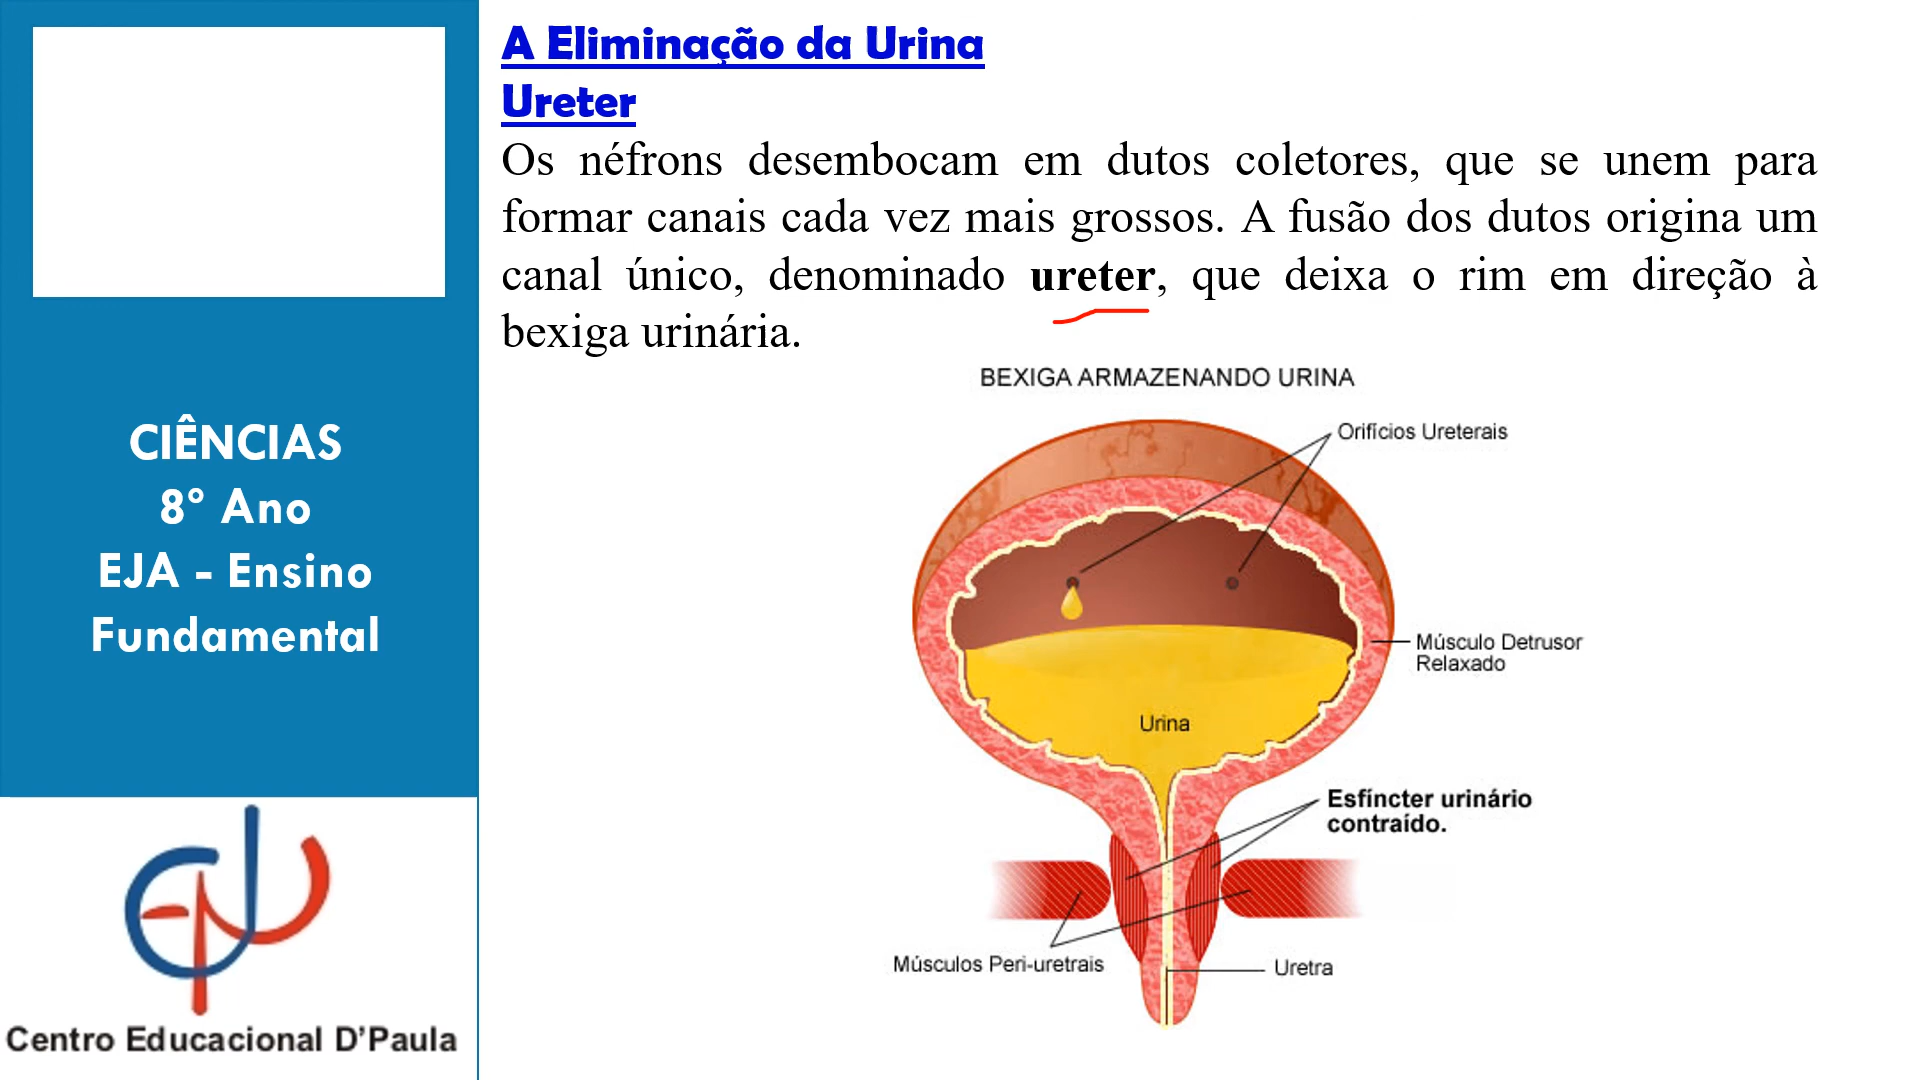 A Eliminação da Urina
Ureter
Os néfrons desembocam em dutos coletores, que se unem para
formar canais cada vez mais grossos. A fusão dos dutos origina um
canal único, denominado ureter, que deixa o rim em direção à
bexiga urinária.
CIÊNCIAS
8º Ano
EJA - Ensino
Fundamental
Centro Educacional D'Paula
BEXIGA ARMAZENANDO URINA
Orifícios Ureterais
Músculo Detrusor
Relaxado
Urina
Esfíncter urinário
contraído.
Músculos Peri-uretrais
Uretra